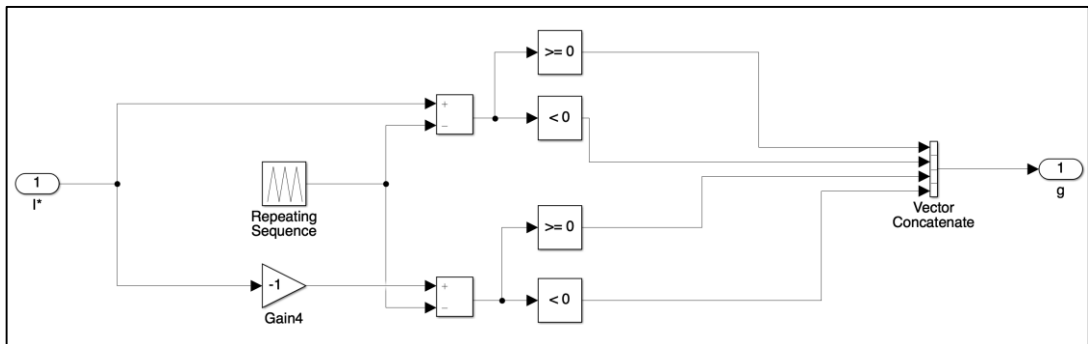 >= 0
+
−
< 0
1
I*
Repeating
Sequence
Vector
Concatenate
1
g
>= 0
-1
Gain4
+
−
< 0